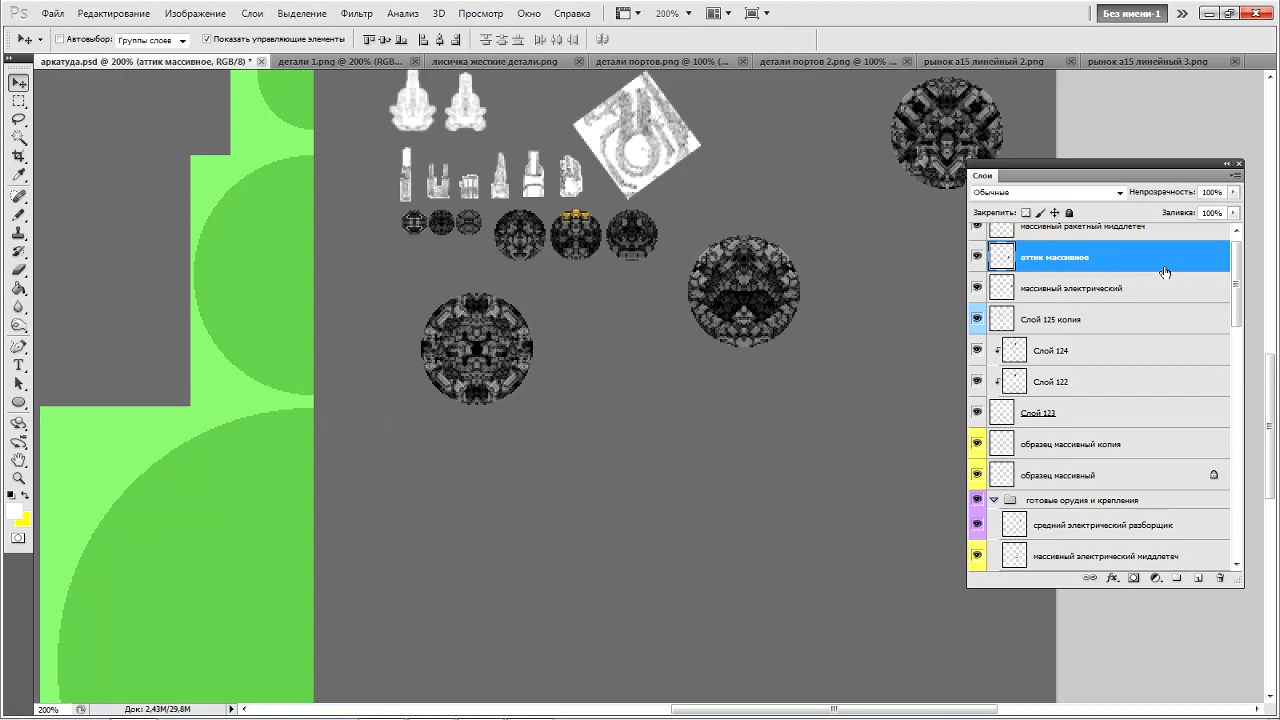 Ps Файл Редактирование Изображение Слои Выделение Фильтр Анализ 3D Просмотр Окно Справка 200% Без имени-1
Автовыбор: Группы слоев Показать управляющие элементы
аркатуда.psd @ 200% (аттик массивное, RGB/8) * детали 1.png @ 200% (RGB... лисичка жесткие детали.png детали портов.png @ 100% (... детали портов 2.png @ 100% ... рынок а15 линейный 2.png рынок а15 линейный 3.png
Слои
Обычные Непрозрачность: 100%
Закрепить: Заливка: 100%
массивный ракетный миддлетеч
аттик массивное
массивный электрический
Слой 125 копия
Слой 124
Слой 122
Слой 123
образец массивный копия
образец массивный
готовые орудия и крепления
средний электрический разборщик
массивный электрический миддлетеч
fx
200% Док: 2,43M/29,8M